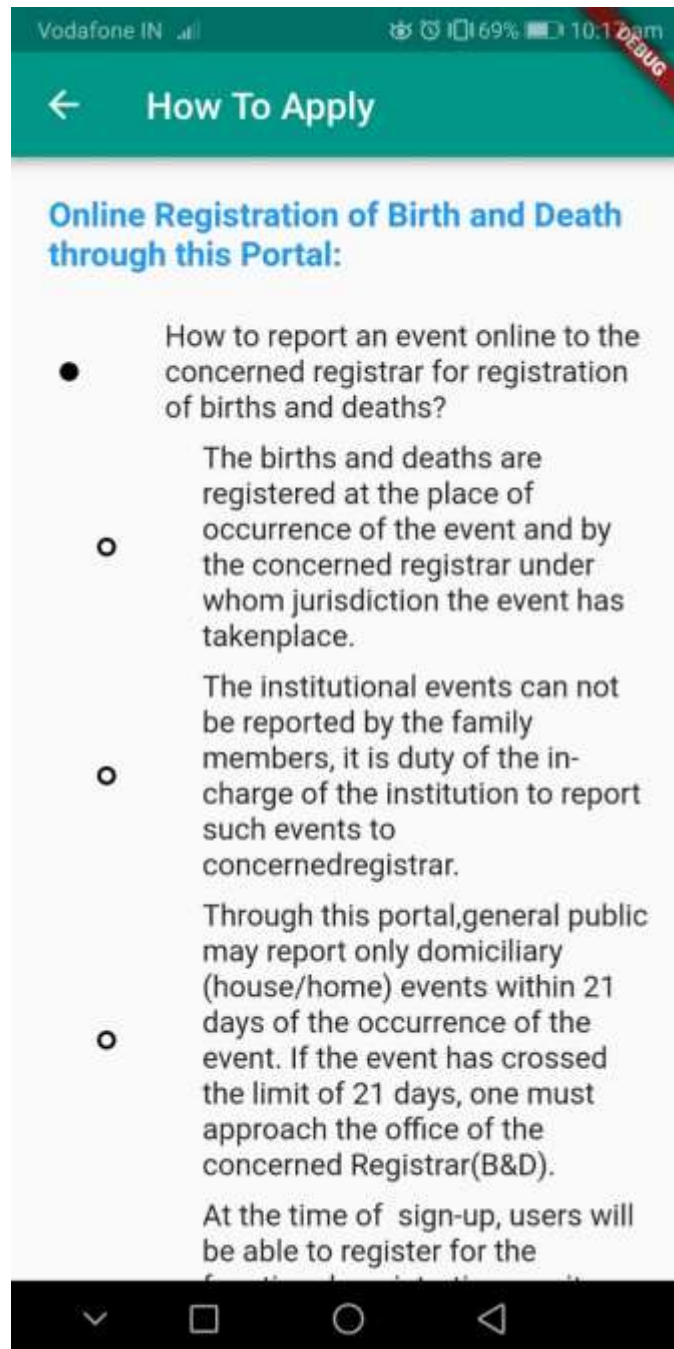 Vodafone IN
69% 10:17 am
DEBUG
How To Apply
Online Registration of Birth and Death
through this Portal:
How to report an event online to the
concerned registrar for registration
of births and deaths?
The births and deaths are
registered at the place of
occurrence of the event and by
the concerned registrar under
whom jurisdiction the event has
takenplace.
The institutional events can not
be reported by the family
members, it is duty of the in-
charge of the institution to report
such events to
concernedregistrar.
Through this portal,general public
may report only domiciliary
(house/home) events within 21
days of the occurrence of the
event. If the event has crossed
the limit of 21 days, one must
approach the office of the
concerned Registrar(B&D).
At the time of  sign-up, users will
be able to register for the